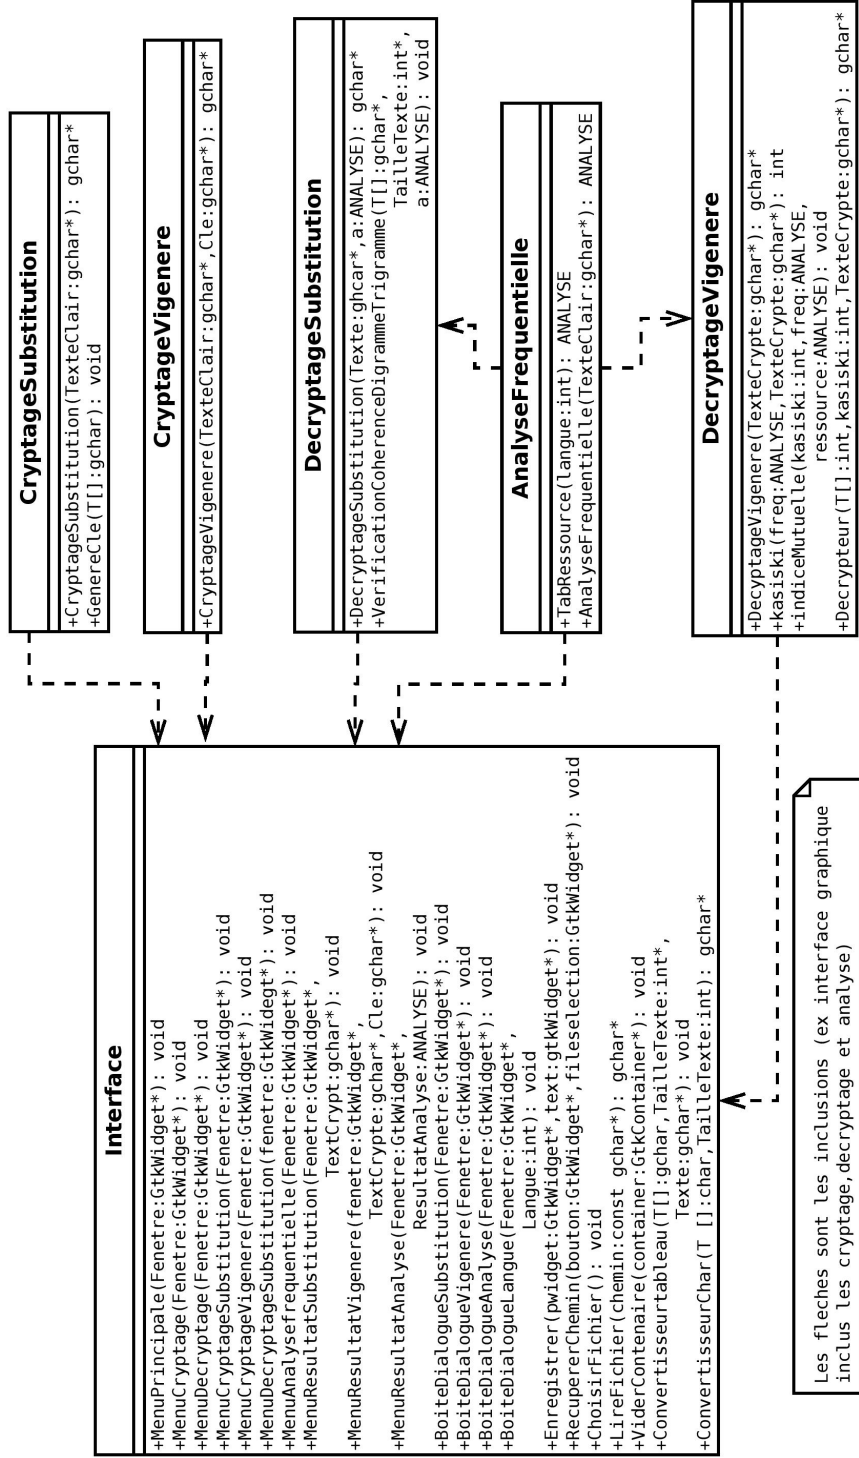 CryptageSubstitution
+CryptageSubstitution(TexteClair:gchar*): gchar*
+GenereCle(T[]:gchar): void
CryptageVigenere
+CryptageVigenere(TexteClair:gchar*,Cle:gchar*): gchar*
DecryptageSubstitution
+DecryptageSubstitution(Texte:ghcar*,a:ANALYSE): gchar*
+VerificationCoherenceDigrammeTrigramme(T[]:gchar*,
TailleTexte:int*,
a:ANALYSE): void
AnalyseFrequentielle
+TabRessource(langue:int): ANALYSE
+AnalyseFrequentielle(TexteClair:gchar*): ANALYSE
DecryptageVigenere
+DecyptageVigenere(TexteCrypte:gchar*): gchar*
+kasiski(freq:ANALYSE,TexteCrypte:gchar*): int
+indiceMutuelle(kasiski:int,freq:ANALYSE,
ressource:ANALYSE): void
+Decrypteur(T[]:int,kasiski:int,TexteCrypte:gchar*): gchar*
Interface
+MenuPrincipale(Fenetre:GtkWidget*): void
+MenuCryptage(Fenetre:GtkWidget*): void
+MenuDecryptage(Fenetre:GtkWidget*): void
+MenuCryptageSubstitution(Fenetre:GtkWidget*): void
+MenuCryptageVigenere(Fenetre:GtkWidget*): void
+MenuDecryptageSubstitution(fenetre:GtkWidegt*): void
+MenuAnalysefrequentielle(Fenetre:GtkWidget*): void
+MenuResultatSubstitution(Fenetre:GtkWidget*,
TextCrypt:gchar*): void
+MenuResultatVigenere(fenetre:GtkWidget*,
TextCrypte:gchar*,Cle:gchar*): void
+MenuResultatAnalyse(Fenetre:GtkWidget*,
ResultatAnalyse:ANALYSE): void
+BoiteDialogueSubstitution(Fenetre:GtkWidget*): void
+BoiteDialogueVigenere(Fenetre:GtkWidget*): void
+BoiteDialogueAnalyse(Fenetre:GtkWidget*): void
+BoiteDialogueLangue(Fenetre:GtkWidget*,
Langue:int): void
+Enregistrer(pwidget:GtkWidget*,text:gtkWidget*): void
+RecupererChemin(bouton:GtkWidget*,fileselection:GtkWidget*): void
+ChoisirFichier(): void
+LireFichier(chemin:const gchar*): gchar*
+ViderContenaire(container:GtkContainer*): void
+Convertisseurtableau(T[]:gchar,TailleTexte:int*,
Texte:gchar*): void
+ConvertisseurChar(T []:char,TailleTexte:int): gchar*
Les fleches sont les inclusions (ex interface graphique
inclus les cryptage,decryptage et analyse)